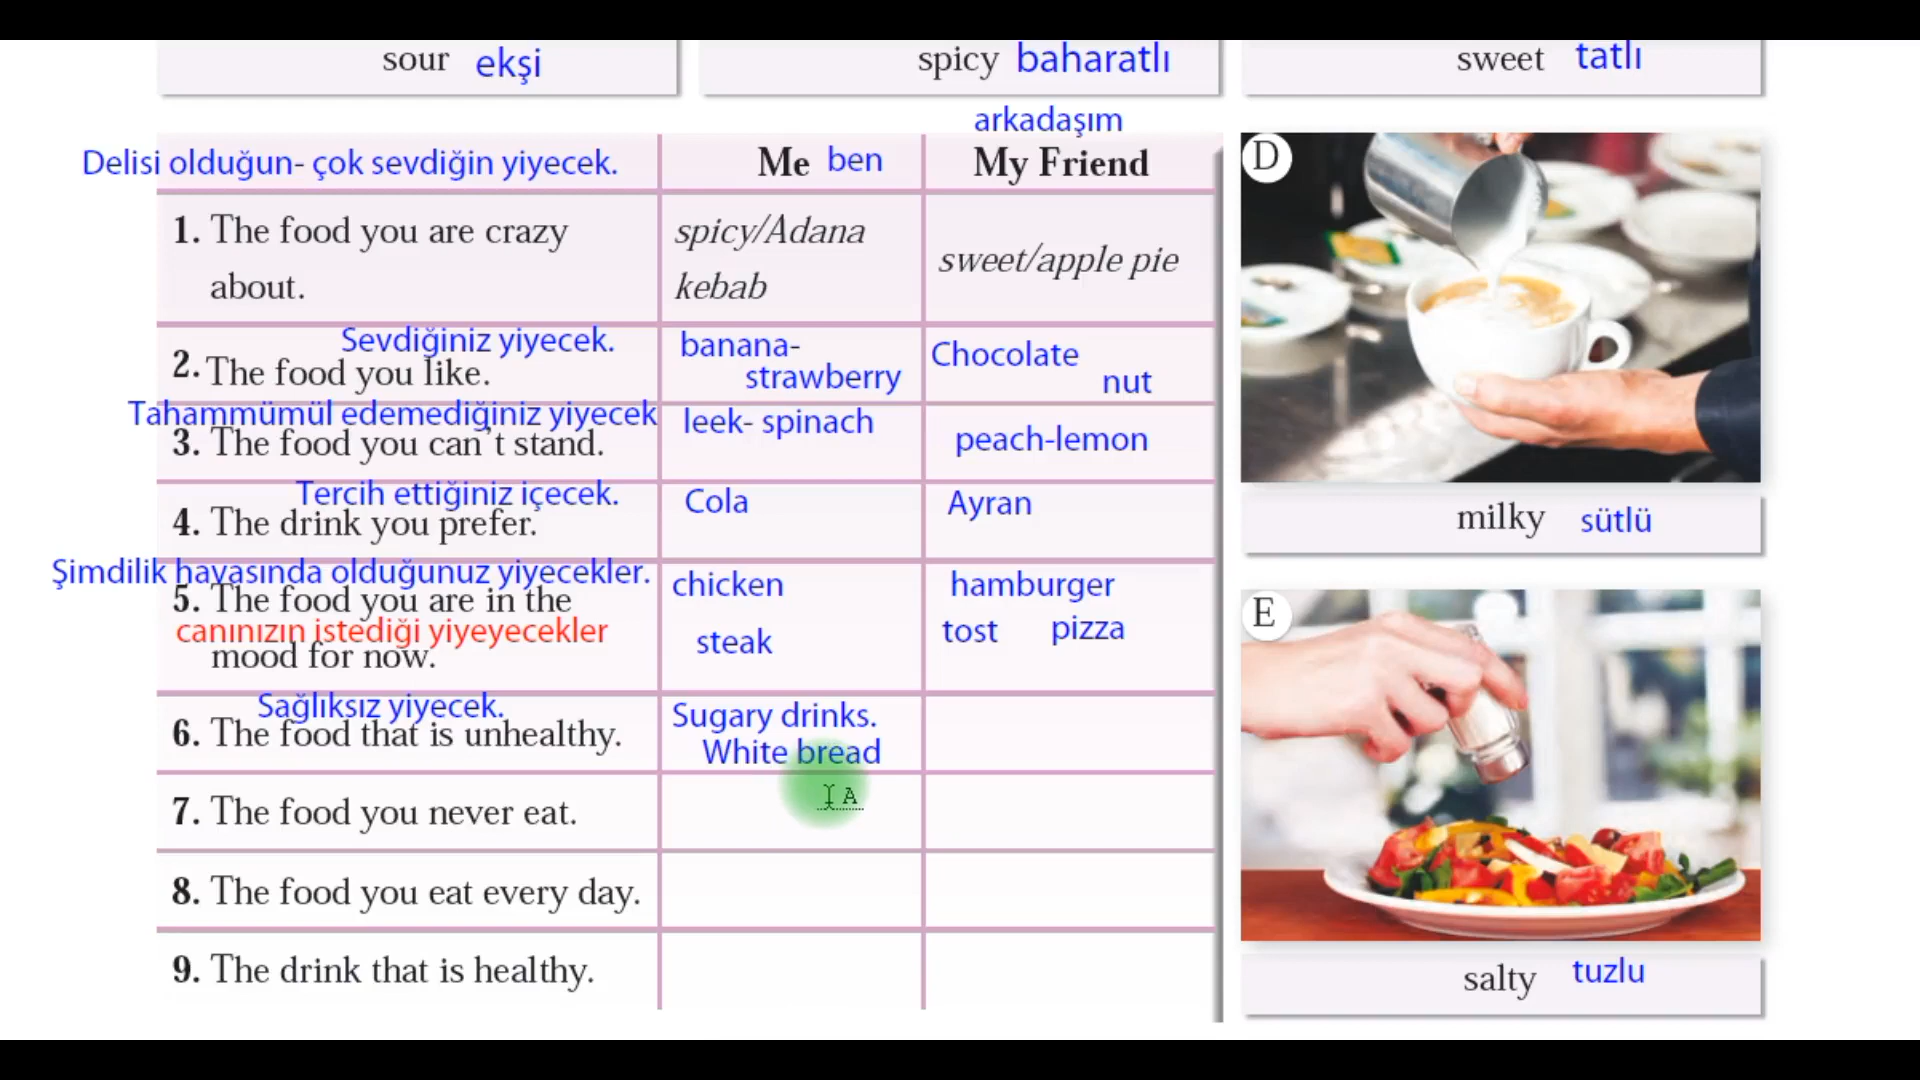 sour ekşi
spicy baharatlı
sweet tatlı
arkadaşım
Delisi olduğun- çok sevdiğin yiyecek.
Me ben
My Friend
1. The food you are crazy
about.
spicy/Adana
kebab
sweet/apple pie
Sevdiğiniz yiyecek.
2. The food you like.
banana-
strawberry
Chocolate
nut
Tahammümül edemediğiniz yiyecek
3. The food you can't stand.
leek- spinach
peach-lemon
Tercih ettiğiniz içecek.
4. The drink you prefer.
Cola
Ayran
Şimdilik havasında olduğunuz yiyecekler.
5. The food you are in the
canınızın istediği yiyeyecekler
mood for now.
chicken
steak
hamburger
tost pizza
Sağlıksız yiyecek.
6. The food that is unhealthy.
Sugary drinks.
White bread
A
7. The food you never eat.
8. The food you eat every day.
9. The drink that is healthy.
D
milky sütlü
E
salty tuzlu